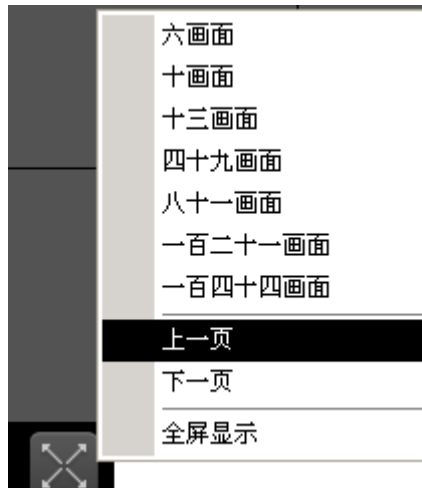 六画面
十画面
十三画面
四十九画面
八十一画面
一百二十一画面
一百四十四画面
上一页
下一页
全屏显示